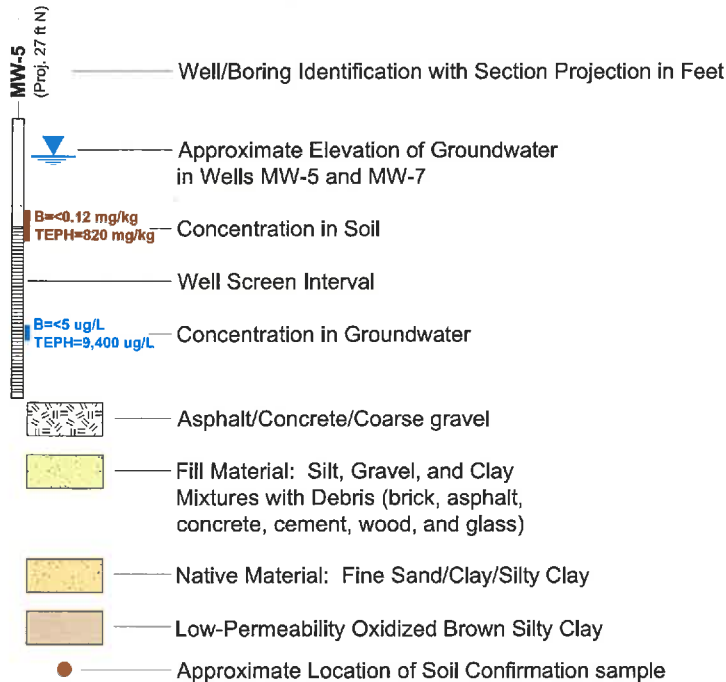 MW-5
(Proj. 27 ft N)
Well/Boring Identification with Section Projection in Feet
Approximate Elevation of Groundwater
in Wells MW-5 and MW-7
B=<0.12 mg/kg
TEPH=820 mg/kg
Concentration in Soil
Well Screen Interval
B=<5 ug/L
TEPH=9,400 ug/L
Concentration in Groundwater
Asphalt/Concrete/Coarse gravel
Fill Material: Silt, Gravel, and Clay
Mixtures with Debris (brick, asphalt,
concrete, cement, wood, and glass)
Native Material: Fine Sand/Clay/Silty Clay
Low-Permeability Oxidized Brown Silty Clay
Approximate Location of Soil Confirmation sample